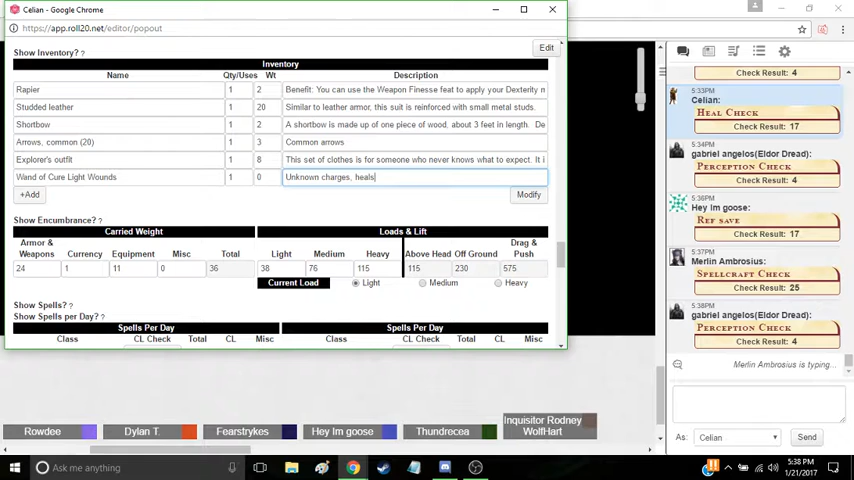 Celian - Google Chrome
https://app.roll20.net/editor/popout
Show Inventory? ?
Edit
Inventory
Name Qty/Uses Wt Description
Rapier 1 2 Benefit: You can use the Weapon Finesse feat to apply your Dexterity m
Studded leather 1 20 Similar to leather armor, this suit is reinforced with small metal studs.
Shortbow 1 2 A shortbow is made up of one piece of wood, about 3 feet in length. De
Arrows, common (20) 1 3 Common arrows
Explorer's outfit 1 8 This set of clothes is for someone who never knows what to expect. It i
Wand of Cure Light Wounds 1 0 Unknown charges, heals
+Add
Modify
Show Encumbrance? ?
Carried Weight Loads & Lift
Armor & Weapons Currency Equipment Misc Total Light Medium Heavy Above Head Off Ground Drag & Push
24 1 11 0 36 38 76 115 115 230 575
Current Load Light Medium Heavy
Show Spells? ?
Show Spells per Day? ?
Spells Per Day Spells Per Day
Class CL Check Total CL Misc Class CL Check Total CL Misc
Check Result: 4
5:33PM
Celian:
Heal Check
Check Result: 17
5:34PM
gabriel angelos(Eldor Dread):
Perception Check
Check Result: 4
5:36PM
Hey Im goose:
Ref save
Check Result: 17
5:37PM
Merlin Ambrosius:
Spellcraft Check
Check Result: 25
5:38PM
gabriel angelos(Eldor Dread):
Perception Check
Check Result: 4
Merlin Ambrosius is typing...
As: Celian
Send
Rowdee
Dylan T.
Fearstrykes
Hey Im goose
Thundrecea
Inquisitor Rodney WolfHart
Ask me anything
5:38 PM
1/21/2017